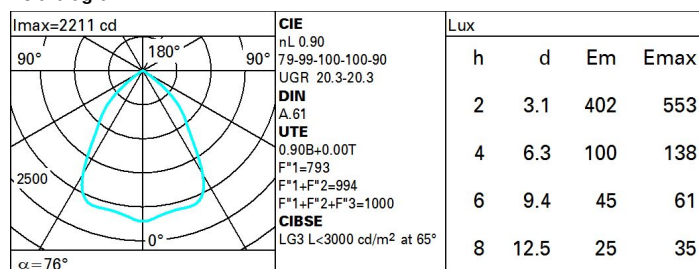 Imax=2211 cd
90°
180°
90°
2500
0°
α=76°
CIE
nL 0.90
79-99-100-100-90
UGR 20.3-20.3
DIN
A.61
UTE
0.90B+0.00T
F"1=793
F"1+F"2=994
F"1+F"2+F"3=1000
CIBSE
LG3 L<3000 cd/m² at 65°
Lux
h d Em Emax
2 3.1 402 553
4 6.3 100 138
6 9.4 45 61
8 12.5 25 35